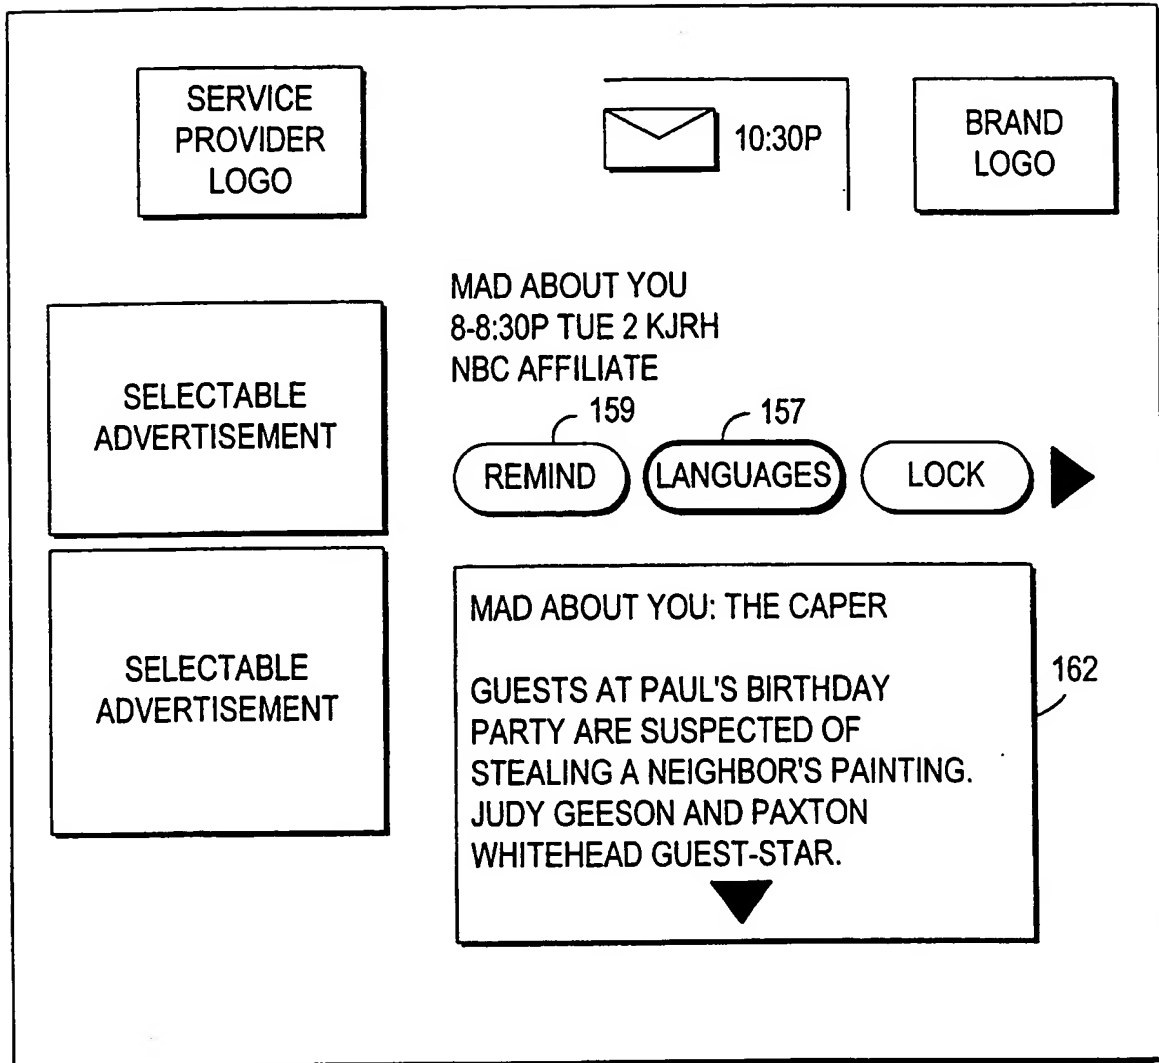 SERVICE
PROVIDER
LOGO
10:30P
BRAND
LOGO
SELECTABLE
ADVERTISEMENT
SELECTABLE
ADVERTISEMENT
MAD ABOUT YOU
8-8:30P TUE 2 KJRH
NBC AFFILIATE
159
157
REMIND
LANGUAGES
LOCK
MAD ABOUT YOU: THE CAPER
GUESTS AT PAUL'S BIRTHDAY
PARTY ARE SUSPECTED OF
STEALING A NEIGHBOR'S PAINTING.
JUDY GEESON AND PAXTON
WHITEHEAD GUEST-STAR.
162